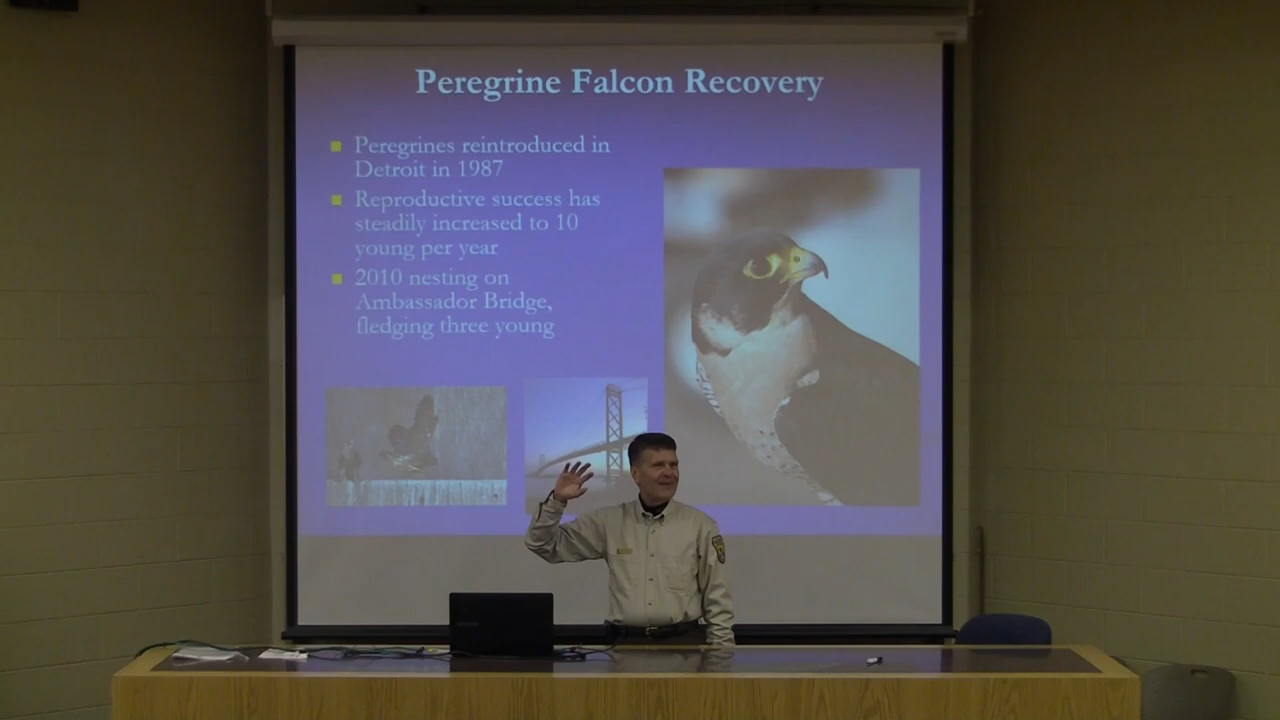 Peregrine Falcon Recovery
Peregrines reintroduced in
Detroit in 1987
Reproductive success has
steadily increased to 10
young per year
2010 nesting on
Ambassador Bridge,
fledging three young